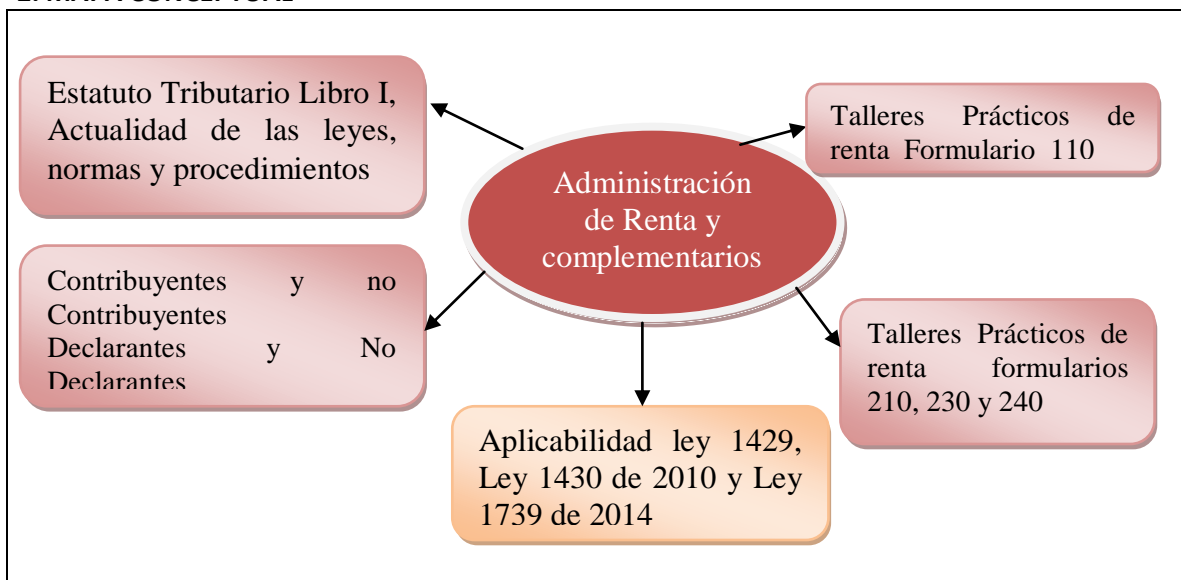 Estatuto Tributario Libro I,
Actualidad de las leyes,
normas y procedimientos
Talleres Prácticos de
renta Formulario 110
Administración
de Renta y
complementarios
Contribuyentes y no
Contribuyentes
Declarantes y No
Declarantes
Talleres Prácticos de
renta formularios
210, 230 y 240
Aplicabilidad ley 1429,
Ley 1430 de 2010 y Ley
1739 de 2014